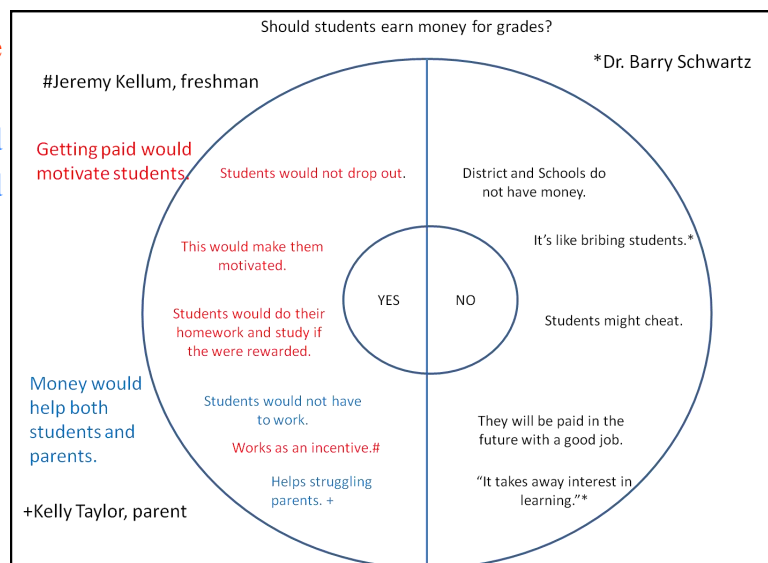 Should students earn money for grades?
#Jeremy Kellum, freshman
*Dr. Barry Schwartz
Getting paid would
motivate students.
Students would not drop out.
District and Schools do
not have money.
It's like bribing students.*
This would make them
motivated.
YES
NO
Students would do their
homework and study if
the were rewarded.
Students might cheat.
Money would
help both
students and
parents.
Students would not have
to work.
Works as an incentive.#
They will be paid in the
future with a good job.
Helps struggling
parents. +
“It takes away interest in
learning.”*
+Kelly Taylor, parent